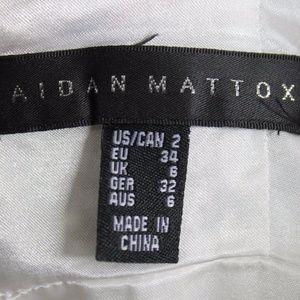 AIDAN MATTOX
US/CAN 2
EU 34
UK 6
GER 32
AUS 6
MADE IN
CHINA